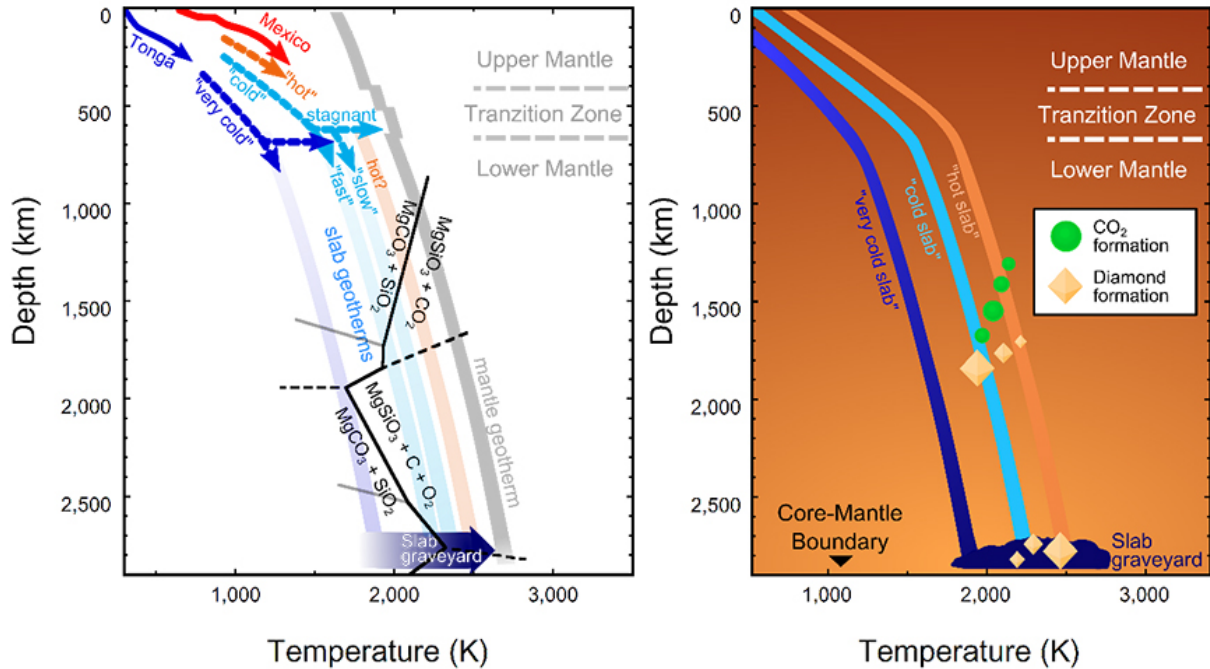 0
500
1,000
1,500
2,000
2,500
Depth (km)
1,000
2,000
3,000
Temperature (K)
Tonga
Mexico
"hot"
"cold"
"very cold"
stagnant
"fast"
"slow"
hot?
Upper Mantle
Tranzition Zone
Lower Mantle
slab geotherms
MgCO3 + SiO2
MgSiO3 + CO2
mantle geotherm
MgCO3 + SiO2
MgSiO3 + C + O2
Slab
graveyard
0
500
1,000
1,500
2,000
2,500
Depth (km)
1,000
2,000
3,000
Temperature (K)
Upper Mantle
Tranzition Zone
Lower Mantle
"very cold slab"
"cold slab"
"hot slab"
CO2
formation
Diamond
formation
Core-Mantle
Boundary
Slab
graveyard